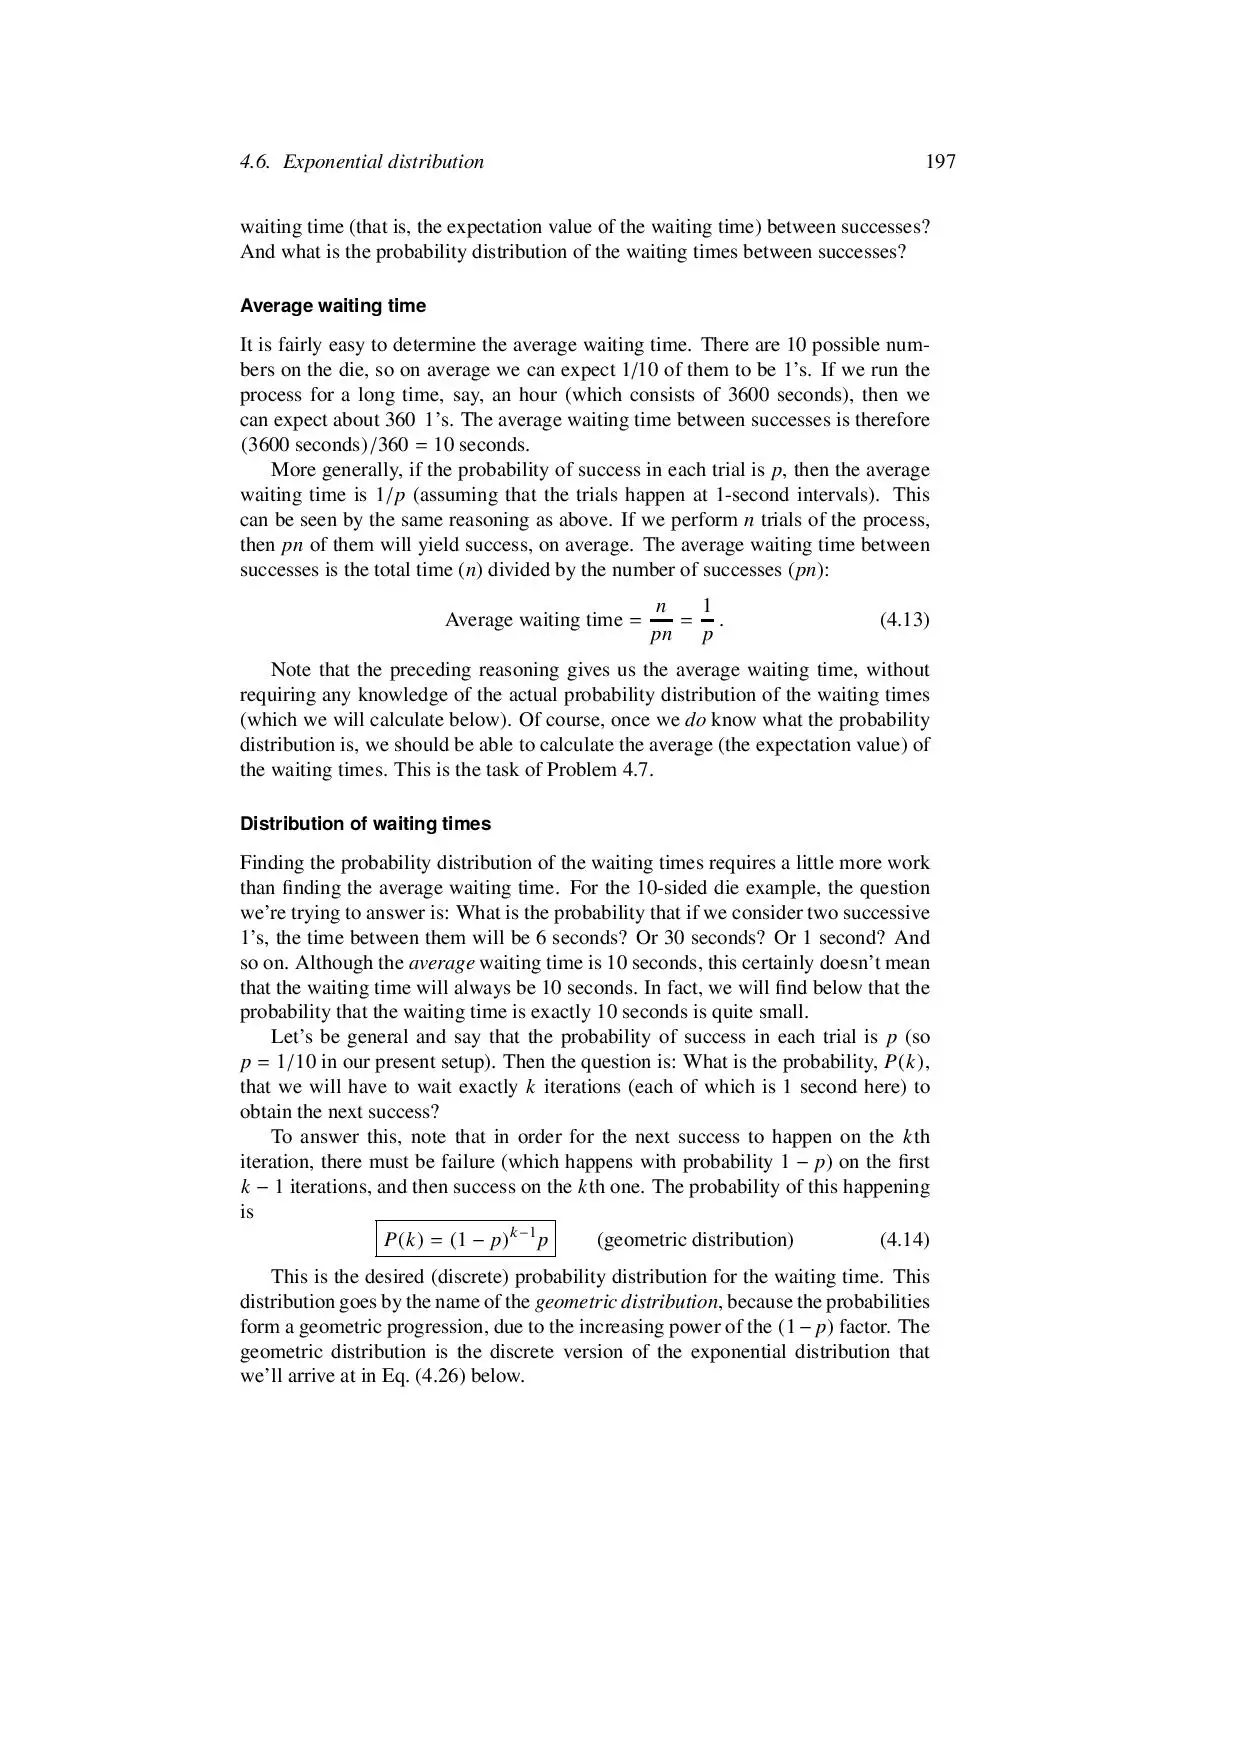 4.6. Exponential distribution 197
waiting time (that is, the expectation value of the waiting time) between successes?
And what is the probability distribution of the waiting times between successes?
Average waiting time
It is fairly easy to determine the average waiting time. There are 10 possible num-
bers on the die, so on average we can expect 1/10 of them to be 1’s. If we run the
process for a long time, say, an hour (which consists of 3600 seconds), then we
can expect about 360 1’s. The average waiting time between successes is therefore
(3600 seconds)/360 = 10 seconds.
More generally, if the probability of success in each trial is p, then the average
waiting time is 1/p (assuming that the trials happen at 1-second intervals). This
can be seen by the same reasoning as above. If we perform n trials of the process,
then pn of them will yield success, on average. The average waiting time between
successes is the total time (n) divided by the number of successes (pn):
Average waiting time = n/pn = 1/p . (4.13)
Note that the preceding reasoning gives us the average waiting time, without
requiring any knowledge of the actual probability distribution of the waiting times
(which we will calculate below). Of course, once we do know what the probability
distribution is, we should be able to calculate the average (the expectation value) of
the waiting times. This is the task of Problem 4.7.
Distribution of waiting times
Finding the probability distribution of the waiting times requires a little more work
than finding the average waiting time. For the 10-sided die example, the question
we’re trying to answer is: What is the probability that if we consider two successive
1’s, the time between them will be 6 seconds? Or 30 seconds? Or 1 second? And
so on. Although the average waiting time is 10 seconds, this certainly doesn’t mean
that the waiting time will always be 10 seconds. In fact, we will find below that the
probability that the waiting time is exactly 10 seconds is quite small.
Let’s be general and say that the probability of success in each trial is p (so
p = 1/10 in our present setup). Then the question is: What is the probability, P(k),
that we will have to wait exactly k iterations (each of which is 1 second here) to
obtain the next success?
To answer this, note that in order for the next success to happen on the kth
iteration, there must be failure (which happens with probability 1 − p) on the first
k − 1 iterations, and then success on the kth one. The probability of this happening
is
P(k) = (1 − p)^{k−1}p (geometric distribution) (4.14)
This is the desired (discrete) probability distribution for the waiting time. This
distribution goes by the name of the geometric distribution, because the probabilities
form a geometric progression, due to the increasing power of the (1 − p) factor. The
geometric distribution is the discrete version of the exponential distribution that
we’ll arrive at in Eq. (4.26) below.